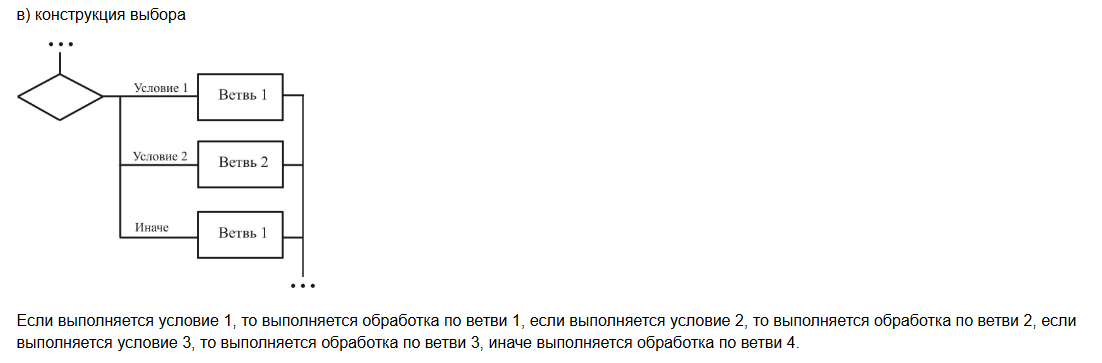 в) конструкция выбора
...
Условие 1
Ветвь 1
Условие 2
Ветвь 2
Иначе
Ветвь 1
...
Если выполняется условие 1, то выполняется обработка по ветви 1, если выполняется условие 2, то выполняется обработка по ветви 2, если
выполняется условие 3, то выполняется обработка по ветви 3, иначе выполняется обработка по ветви 4.